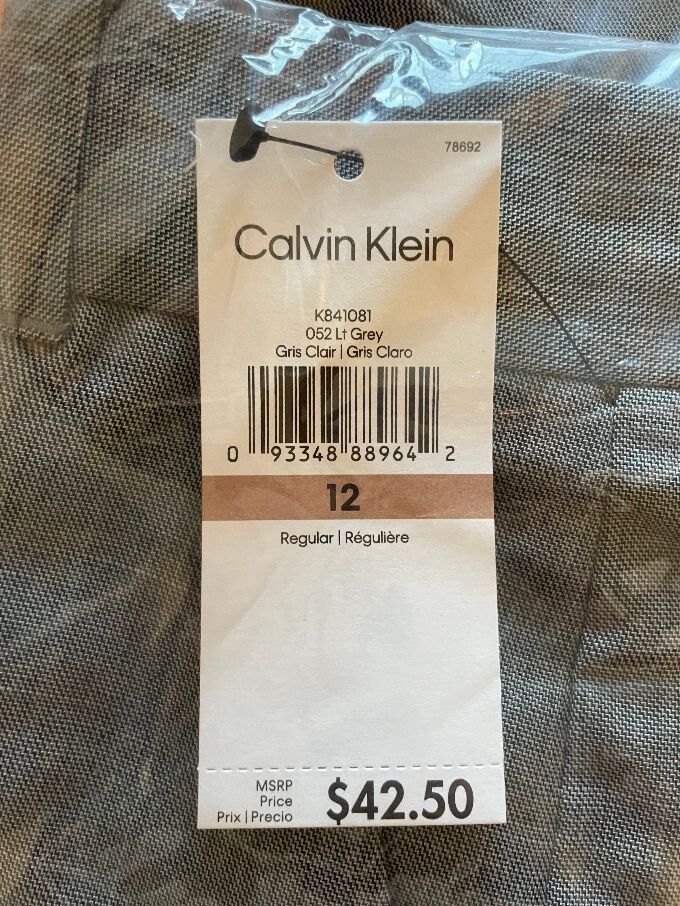 78692
Calvin Klein
K841081
052 Lt Grey
Gris Clair | Gris Claro
0 93348 88964 2
12
Regular | Régulière
MSRP
Price
Prix | Precio
$42.50